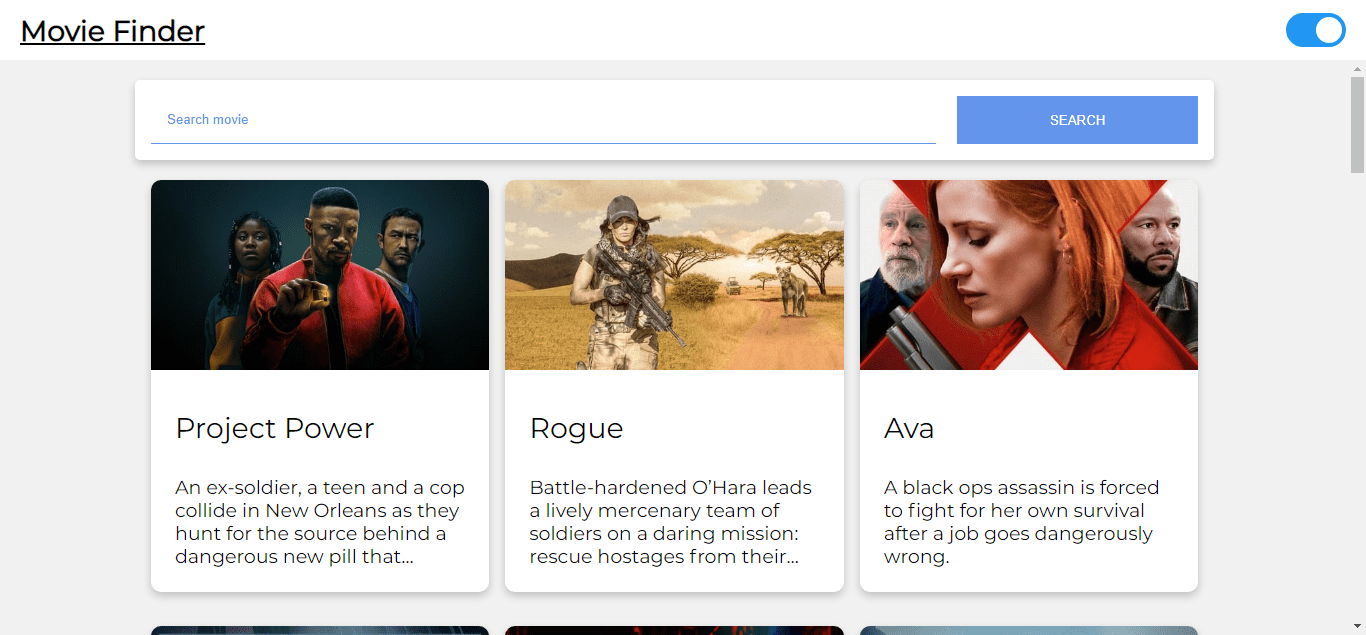 Movie Finder
Search movie
SEARCH
Project Power
An ex-soldier, a teen and a cop
collide in New Orleans as they
hunt for the source behind a
dangerous new pill that...
Rogue
Battle-hardened O’Hara leads
a lively mercenary team of
soldiers on a daring mission:
rescue hostages from their...
Ava
A black ops assassin is forced
to fight for her own survival
after a job goes dangerously
wrong.